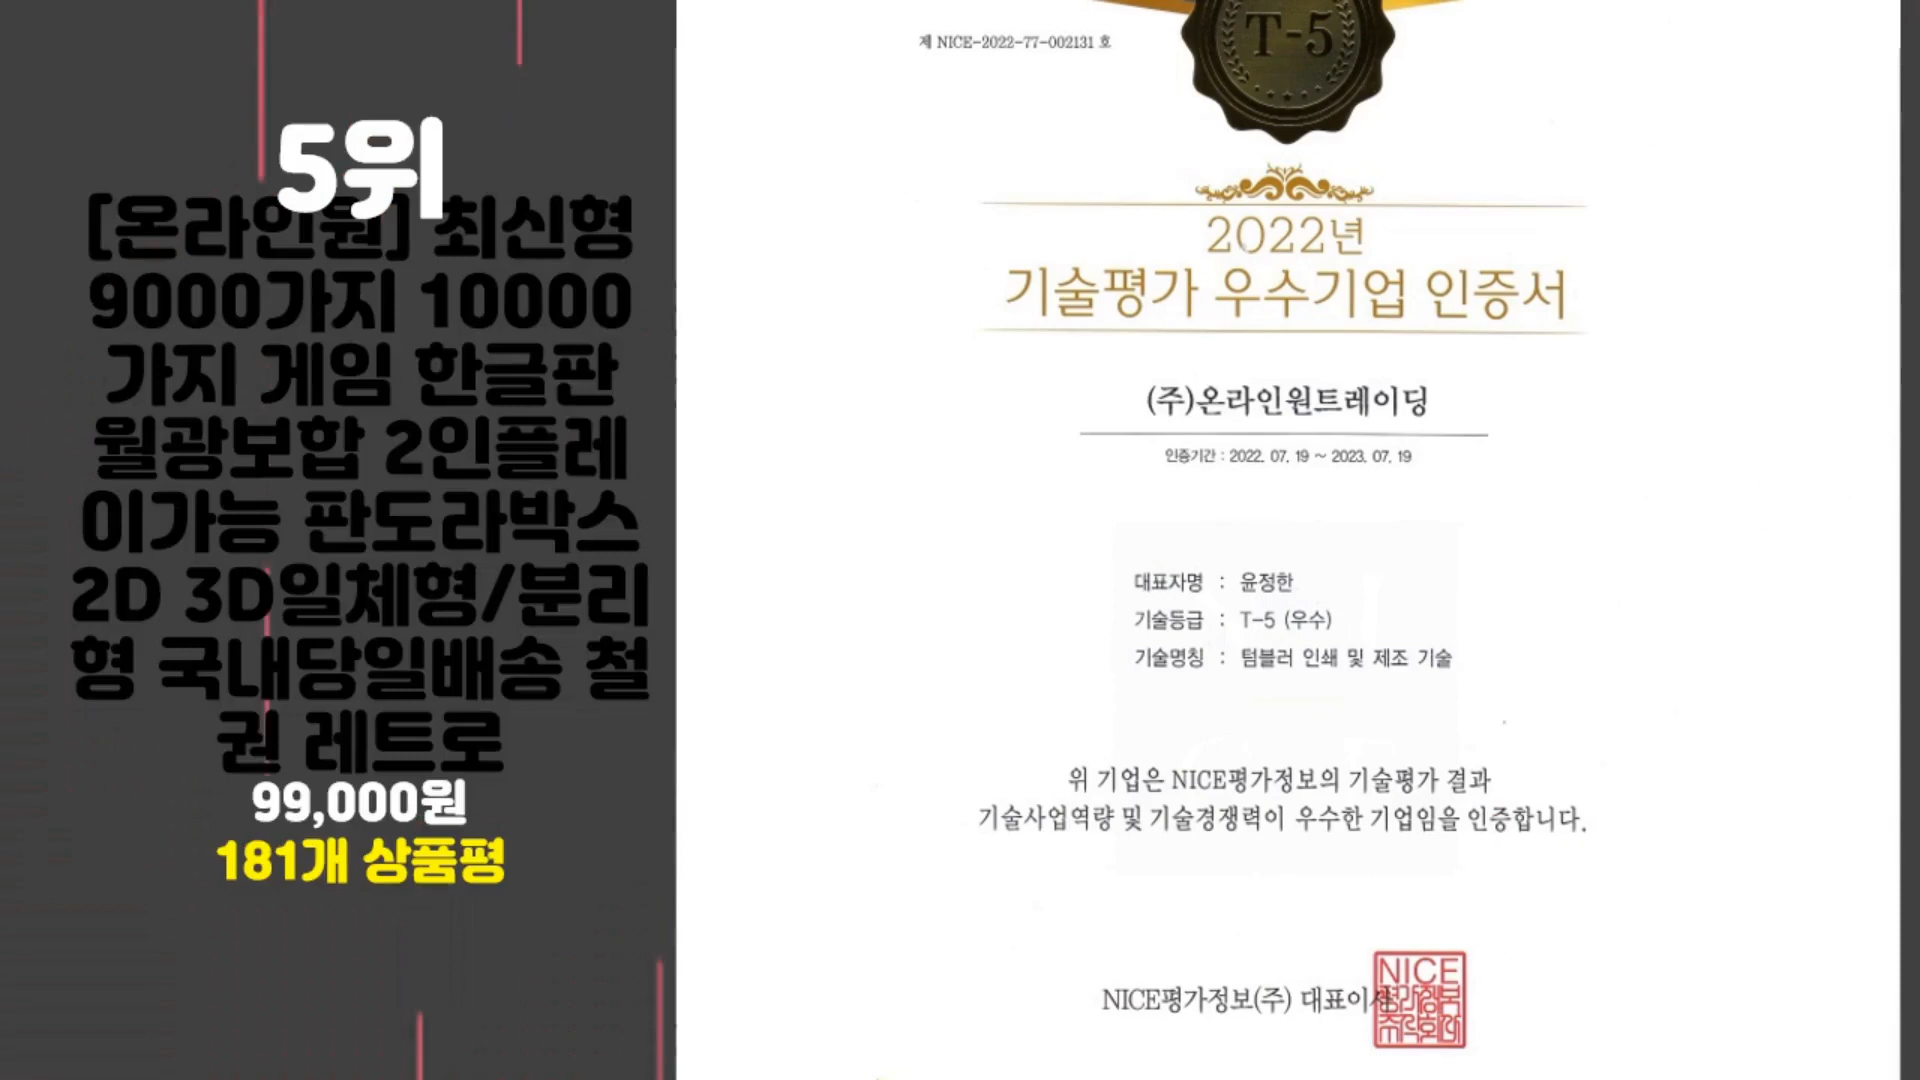 5위
[온라인원] 최신형
9000가지 10000
가지 게임 한글판
월광보합 2인플레
이가능 판도라박스
2D 3D일체형/분리
형 국내당일배송 철
권 레트로
99,000원
181개 상품평
제 NICE-2022-77-002131 호
T-5
2022년
기술평가 우수기업 인증서
(주)온라인원트레이딩
인증기간 : 2022. 07. 19 ~ 2023. 07. 19
대표자명 : 윤정한
기술등급 : T-5 (우수)
기술명칭 : 텀블러 인쇄 및 제조 기술
위 기업은 NICE평가정보의 기술평가 결과
기술사업역량 및 기술경쟁력이 우수한 기업임을 인증합니다.
NICE평가정보(주) 대표이사
NICE
평가정보
주식회사